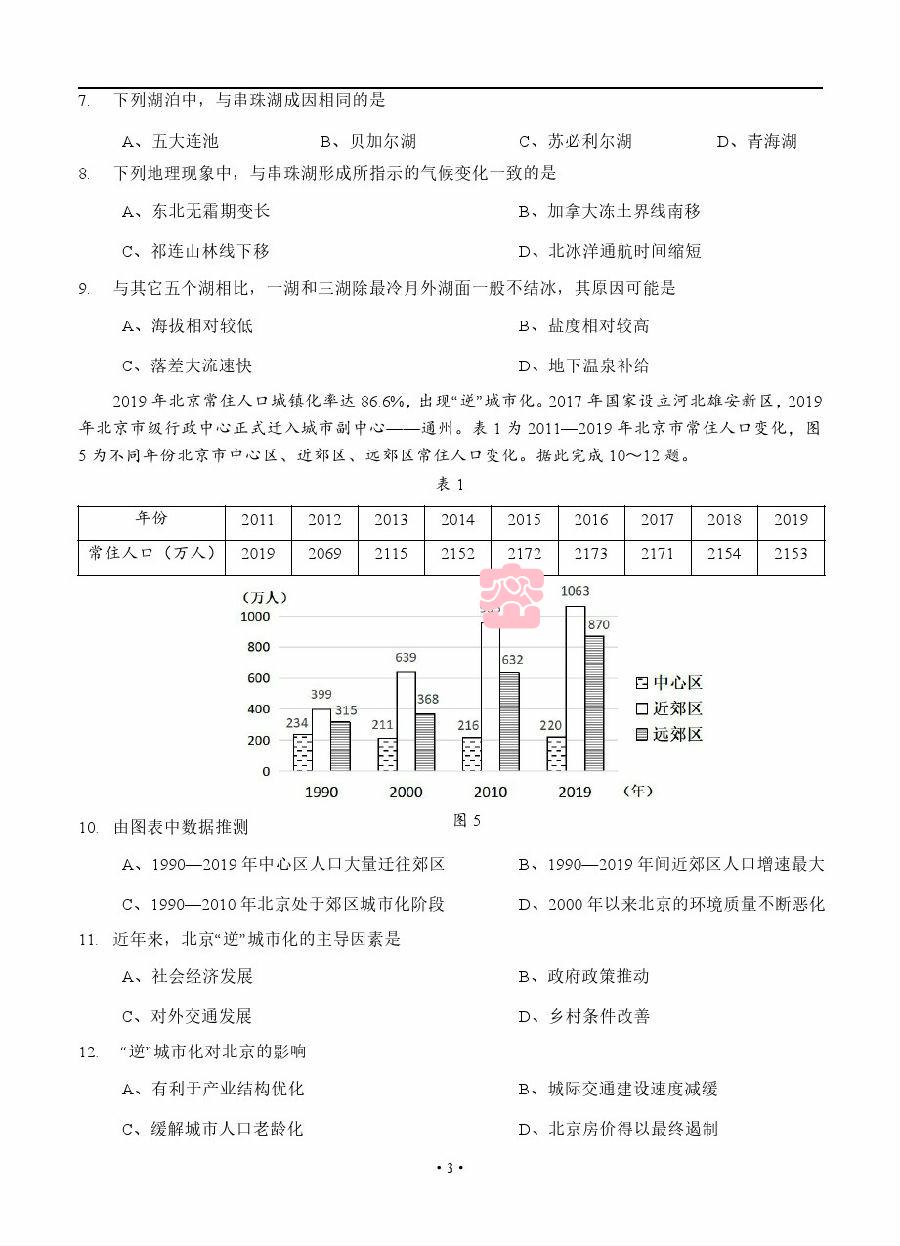 7. 下列湖泊中，与串珠湖成因相同的是
A、五大连池 B、贝加尔湖 C、苏必利尔湖 D、青海湖
8. 下列地理现象中，与串珠湖形成所指示的气候变化一致的是
A、东北无霜期变长 B、加拿大冻土界线南移
C、祁连山林线下移 D、北冰洋通航时间缩短
9. 与其它五个湖相比，一湖和三湖除最冷月外湖面一般不结冰，其原因可能是
A、海拔相对较低 B、盐度相对较高
C、落差大流速快 D、地下温泉补给
2019年北京常住人口城镇化率达 86.6%，出现“逆”城市化。2017 年国家设立河北雄安新区，2019
年北京市级行政中心正式迁入城市副中心——通州。表 1 为 2011—2019 年北京市常住人口变化，图
5 为不同年份北京市中心区、近郊区、远郊区常住人口变化。据此完成 10～12 题。
表 1
年份 2011 2012 2013 2014 2015 2016 2017 2018 2019
常住人口（万人） 2019 2069 2115 2152 2172 2173 2171 2154 2153
（万人）
1063
1000
870
800
639
632
600
399
368
400
234 315 211 216 220
200
0
1990 2000 2010 2019 （年）
中心区
近郊区
远郊区
图 5
10. 由图表中数据推测
A、1990—2019 年中心区人口大量迁往郊区 B、1990—2019 年间近郊区人口增速最大
C、1990—2010 年北京处于郊区城市化阶段 D、2000 年以来北京的环境质量不断恶化
11. 近年来，北京“逆”城市化的主导因素是
A、社会经济发展 B、政府政策推动
C、对外交通发展 D、乡村条件改善
12. “逆”城市化对北京的影响
A、有利于产业结构优化 B、城际交通建设速度减缓
C、缓解城市人口老龄化 D、北京房价得以最终遏制
• 3 •